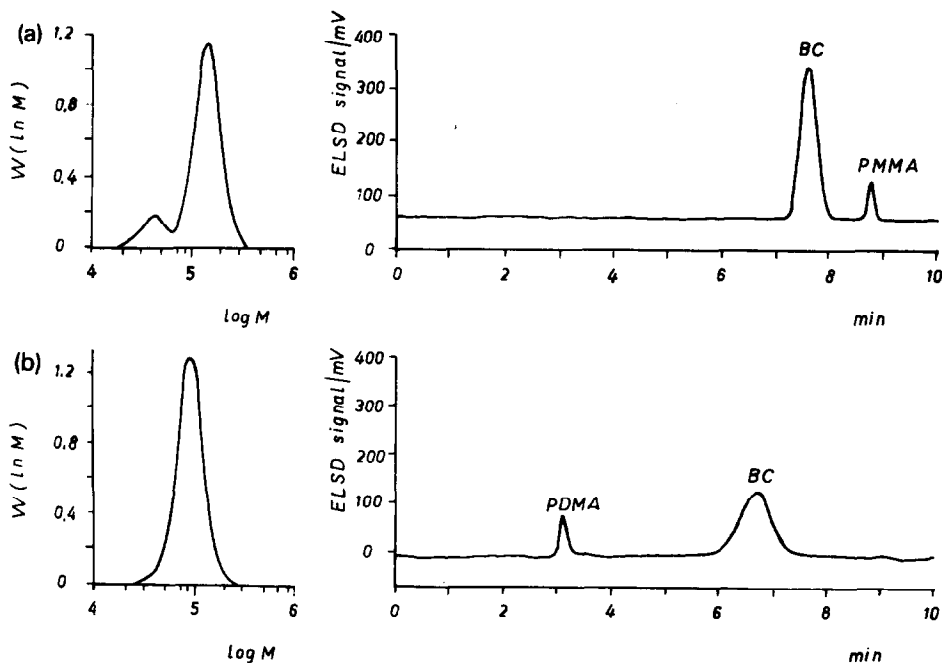 (a)
W (ln M)
1,2
0,8
0,4
0
4 5 6
log M
ELSD signal/mV
400
300
200
100
0
BC
PMMA
0 2 4 6 8 10
min
(b)
W (ln M)
1,2
0,8
0,4
0
4 5 6
log M
ELSD signal/mV
400
300
200
100
0
PDMA
BC
0 2 4 6 8 10
min